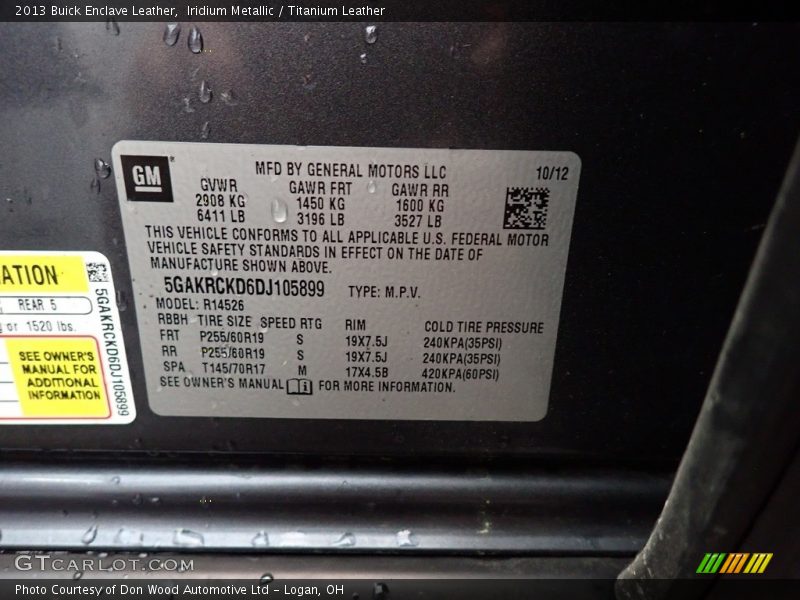 2013 Buick Enclave Leather, Iridium Metallic / Titanium Leather
GM
MFD BY GENERAL MOTORS LLC 10/12
GVWR GAWR FRT GAWR RR
2908 KG 1450 KG 1600 KG
6411 LB 3196 LB 3527 LB
THIS VEHICLE CONFORMS TO ALL APPLICABLE U.S. FEDERAL MOTOR
VEHICLE SAFETY STANDARDS IN EFFECT ON THE DATE OF
MANUFACTURE SHOWN ABOVE.
5GAKRCKD6DJ105899 TYPE: M.P.V.
MODEL: R14526
RBBH TIRE SIZE SPEED RTG RIM COLD TIRE PRESSURE
FRT P255/60R19 S 19X7.5J 240KPA(35PSI)
RR P255/60R19 S 19X7.5J 240KPA(35PSI)
SPA T145/70R17 M 17X4.5B 420KPA(60PSI)
SEE OWNER'S MANUAL FOR MORE INFORMATION.
ATION
REAR 5
or 1520 lbs.
SEE OWNER'S
MANUAL FOR
ADDITIONAL
INFORMATION
5GAKRCKD6DJ105899
GTCARLOT.COM
Photo Courtesy of Don Wood Automotive Ltd - Logan, OH